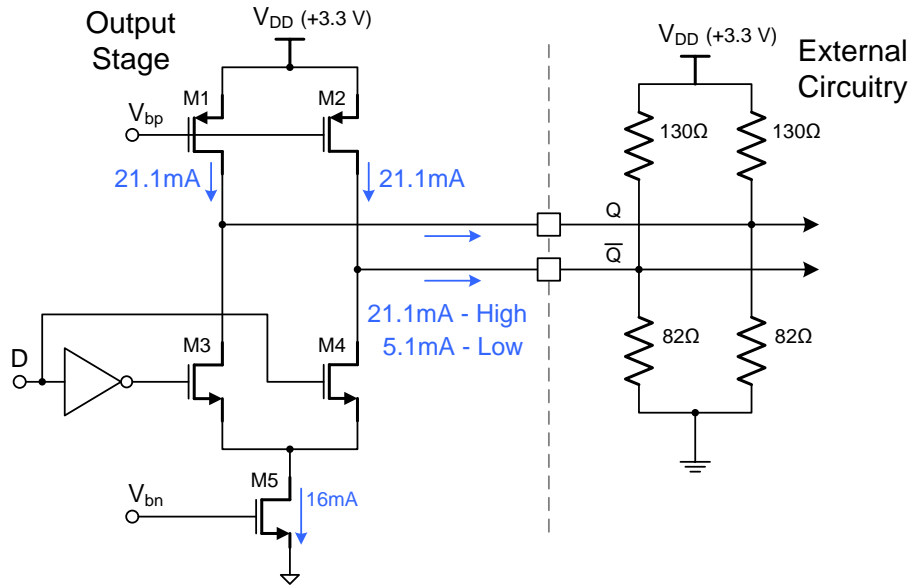 Output
Stage
V_DD (+3.3 V)
V_DD (+3.3 V)
External
Circuitry
M1
M2
V_bp
130Ω
130Ω
21.1mA
21.1mA
Q
Q̅
21.1mA - High
5.1mA - Low
M3
M4
82Ω
82Ω
D
M5
V_bn
16mA